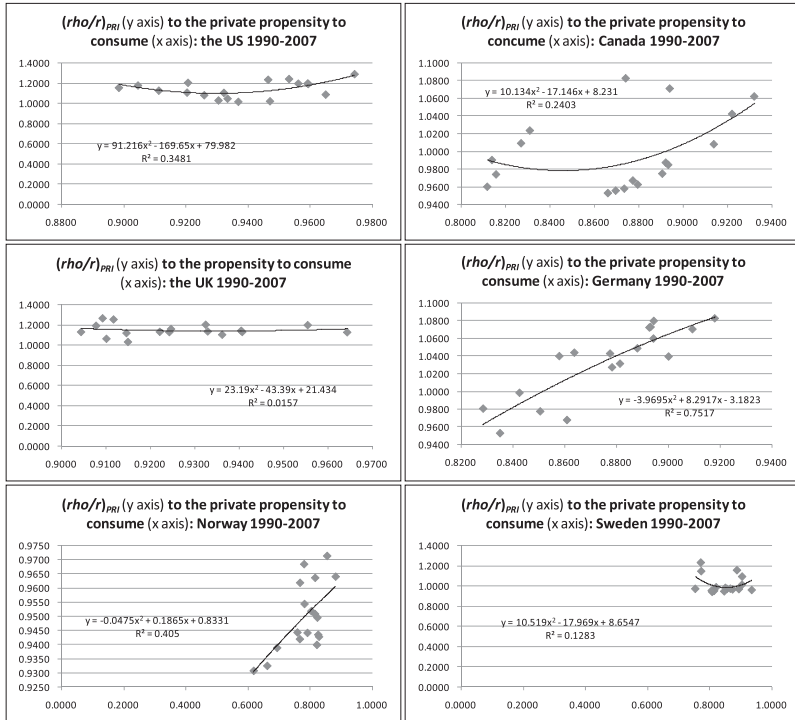 (rho/r)PRI (y axis) to the private propensity to
consume (x axis): the US 1990-2007
1.4000
1.2000
1.0000
0.8000
0.6000
0.4000
0.2000
0.0000
y = 91.216x² -169.65x + 79.982
R² = 0.3481
0.8800 0.9000 0.9200 0.9400 0.9600 0.9800
(rho/r)PRI (y axis) to the private propensity to
concume (x axis): Canada 1990-2007
1.1000
1.0800
1.0600
1.0400
1.0200
1.0000
0.9800
0.9600
0.9400
y = 10.134x² - 17.146x + 8.231
R² = 0.2403
0.8000 0.8200 0.8400 0.8600 0.8800 0.9000 0.9200 0.9400
(rho/r)PRI (y axis) to the propensity to consume
(x axis): the UK 1990-2007
1.4000
1.2000
1.0000
0.8000
0.6000
0.4000
0.2000
0.0000
y = 23.19x² - 43.39x + 21.434
R² = 0.0157
0.9000 0.9100 0.9200 0.9300 0.9400 0.9500 0.9600 0.9700
(rho/r)PRI (y axis) to the private propensity to
consume (x axis): Germany 1990-2007
1.1000
1.0800
1.0600
1.0400
1.0200
1.0000
0.9800
0.9600
0.9400
y = -3.9695x² + 8.2917x - 3.1823
R² = 0.7517
0.8200 0.8400 0.8600 0.8800 0.9000 0.9200 0.9400
(rho/r)PRI (y axis) to the private propensity to
consume (x axis): Norway 1990-2007
0.9750
0.9700
0.9650
0.9600
0.9550
0.9500
0.9450
0.9400
0.9350
0.9300
0.9250
y = -0.0475x² + 0.1865x + 0.8331
R² = 0.405
0.0000 0.2000 0.4000 0.6000 0.8000 1.0000
(rho/r)PRI (y axis) to the private propensity to
consume (x axis): Sweden 1990-2007
1.4000
1.2000
1.0000
0.8000
0.6000
0.4000
0.2000
0.0000
y = 10.519x² - 17.969x + 8.6547
R² = 0.1283
0.0000 0.2000 0.4000 0.6000 0.8000 1.0000